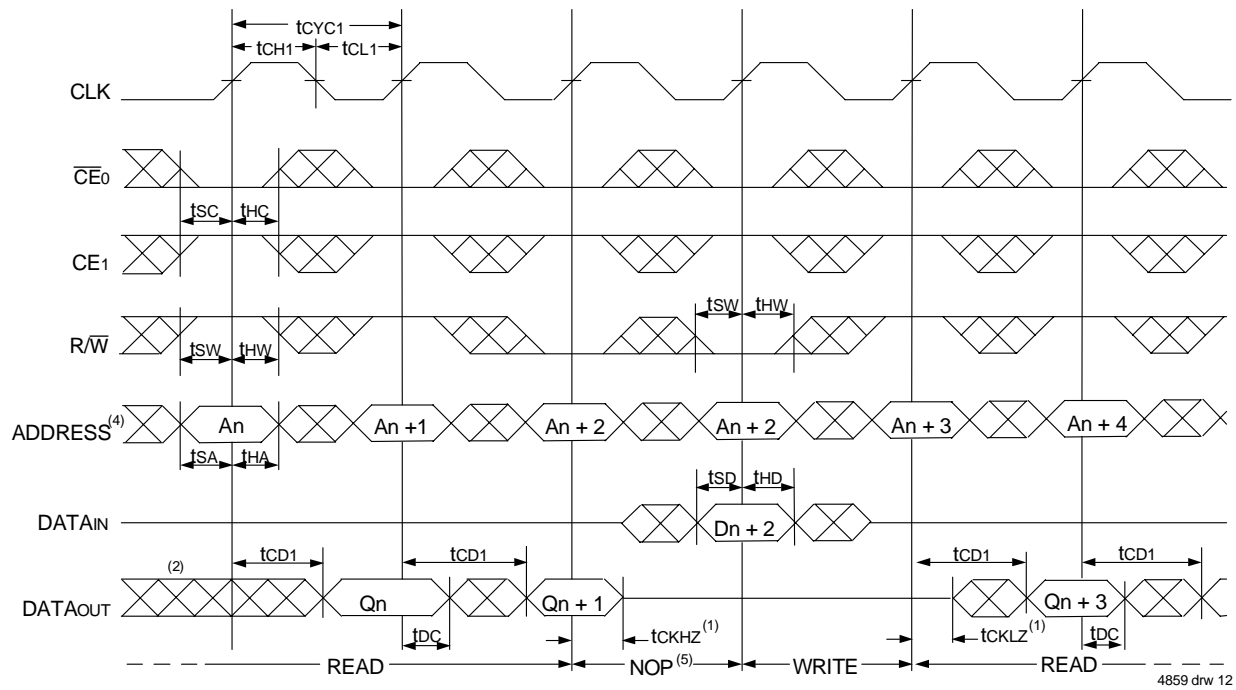 tCYC1
tCH1 tCL1
CLK
CE0
tSC tHC
CE1
tSW tHW
R/W
tSW tHW
ADDRESS(4) An An +1 An + 2 An + 2 An + 3 An + 4
tSA tHA
tSD tHD
DATAIN Dn + 2
(2) tCD1 tCD1 tCD1 tCD1
DATAOUT Qn Qn + 1 Qn + 3
tDC tCKHZ(1) tCKLZ(1) tDC
READ NOP(5) WRITE READ
4859 drw 12